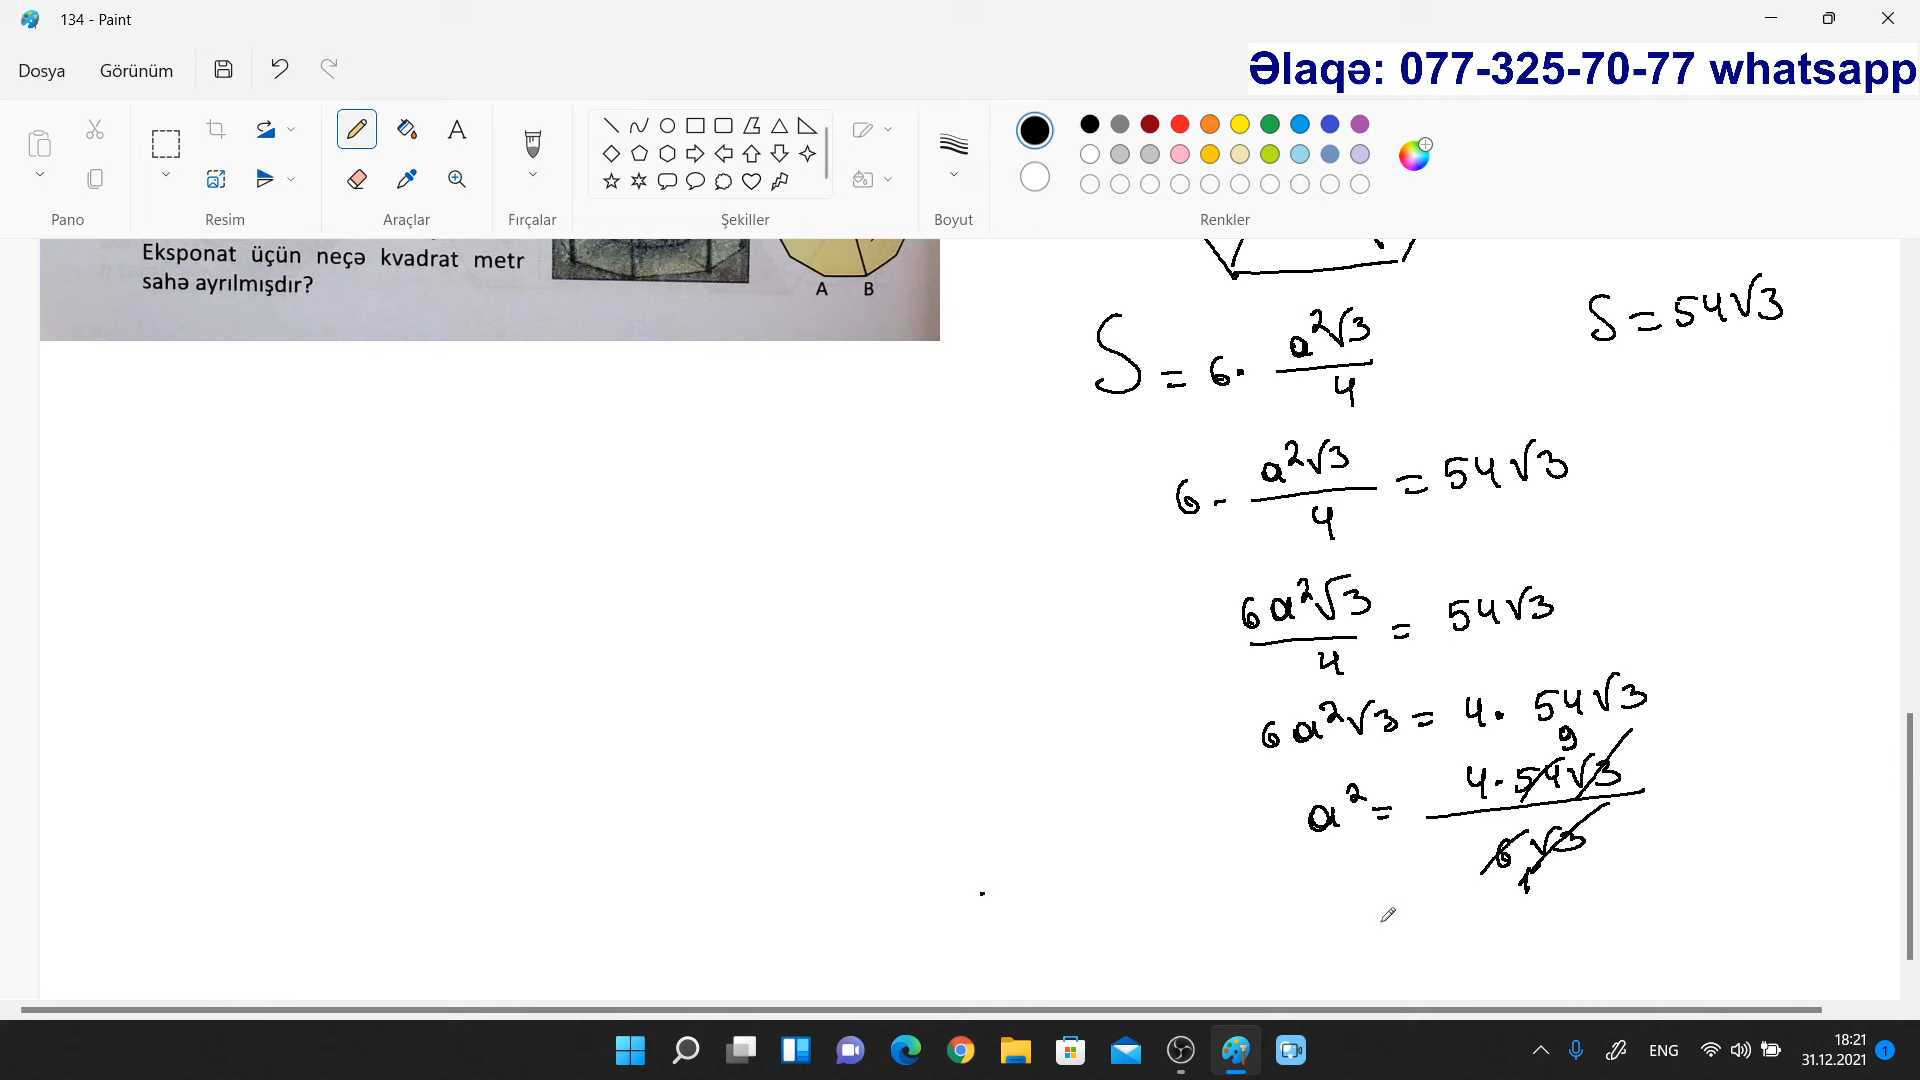 134 - Paint
Dosya Görünüm
Əlaqə: 077-325-70-77 whatsapp
Pano Resim Araçlar Fırçalar Şekiller Boyut Renkler
Eksponat üçün neçə kvadrat metr
sahə ayrılmışdır?
A B
S = 6 · a²√3 / 4
S = 54√3
6 · a²√3 / 4 = 54√3
6a²√3 / 4 = 54√3
6a²√3 = 4 · 54√3
9
a² = 4 · 54√3 / 6√3
1
ENG
18:21
31.12.2021
1